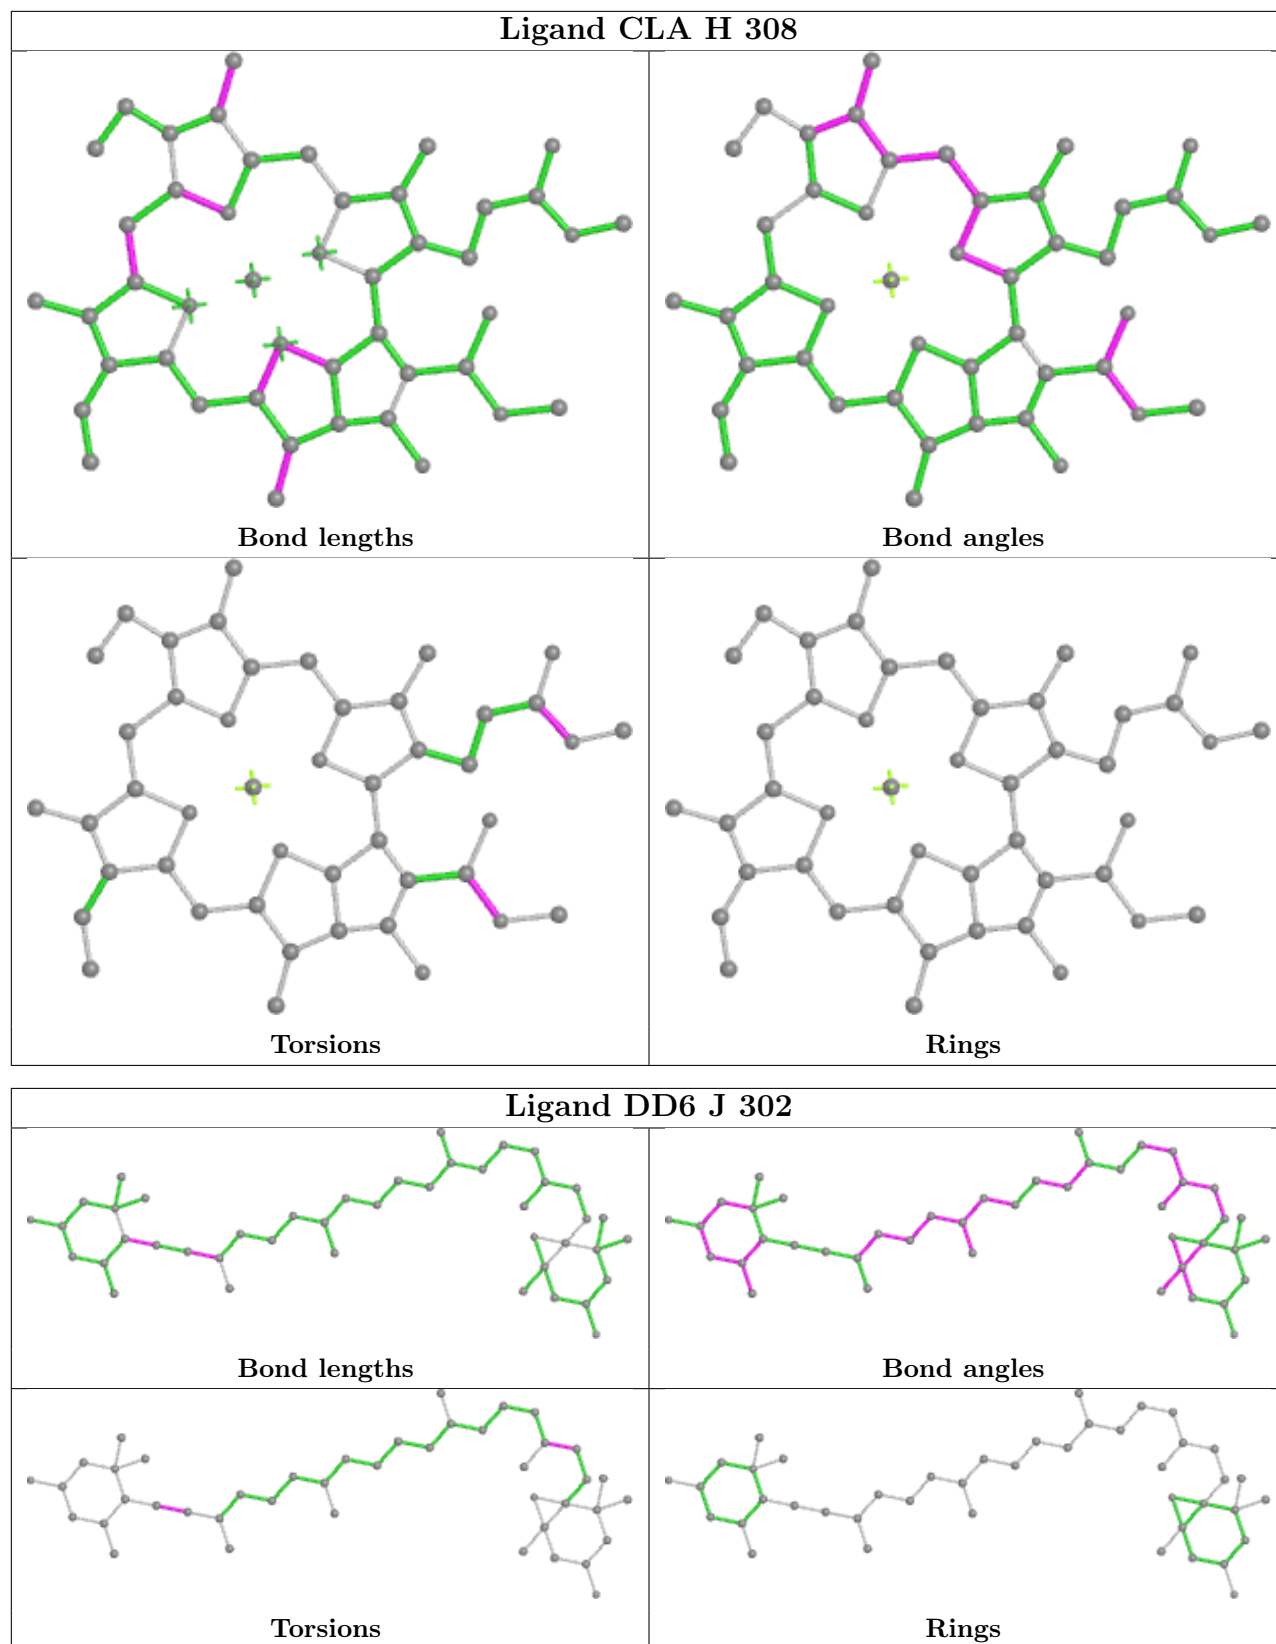 Ligand CLA H 308
Bond lengths
Bond angles
Torsions
Rings
Ligand DD6 J 302
Bond lengths
Bond angles
Torsions
Rings